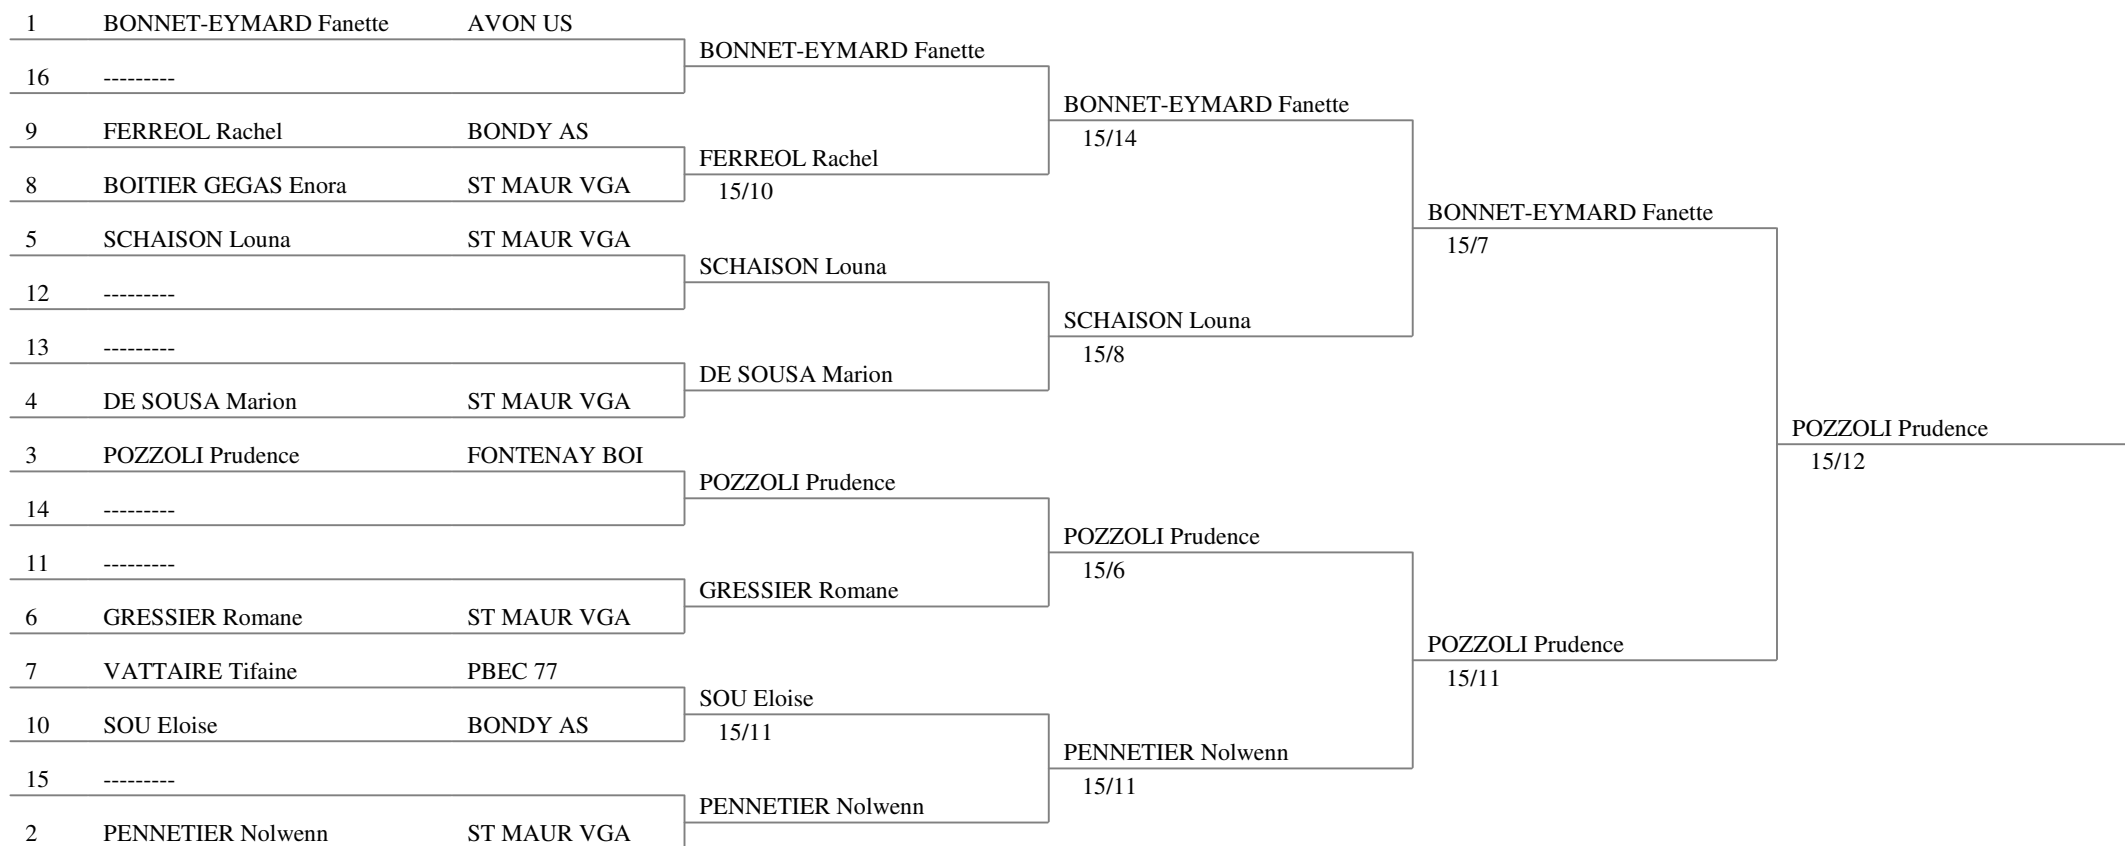 1 BONNET-EYMARD Fanette AVON US
BONNET-EYMARD Fanette
16 ---------
BONNET-EYMARD Fanette
15/14
9 FERREOL Rachel BONDY AS
FERREOL Rachel
15/10
8 BOITIER GEGAS Enora ST MAUR VGA
BONNET-EYMARD Fanette
15/7
5 SCHAISON Louna ST MAUR VGA
SCHAISON Louna
12 ---------
SCHAISON Louna
15/8
13 ---------
DE SOUSA Marion
4 DE SOUSA Marion ST MAUR VGA
POZZOLI Prudence
15/12
3 POZZOLI Prudence FONTENAY BOI
POZZOLI Prudence
14 ---------
POZZOLI Prudence
15/6
11 ---------
GRESSIER Romane
6 GRESSIER Romane ST MAUR VGA
POZZOLI Prudence
15/11
7 VATTAIRE Tifaine PBEC 77
SOU Eloise
15/11
10 SOU Eloise BONDY AS
PENNETIER Nolwenn
15/11
15 ---------
PENNETIER Nolwenn
2 PENNETIER Nolwenn ST MAUR VGA